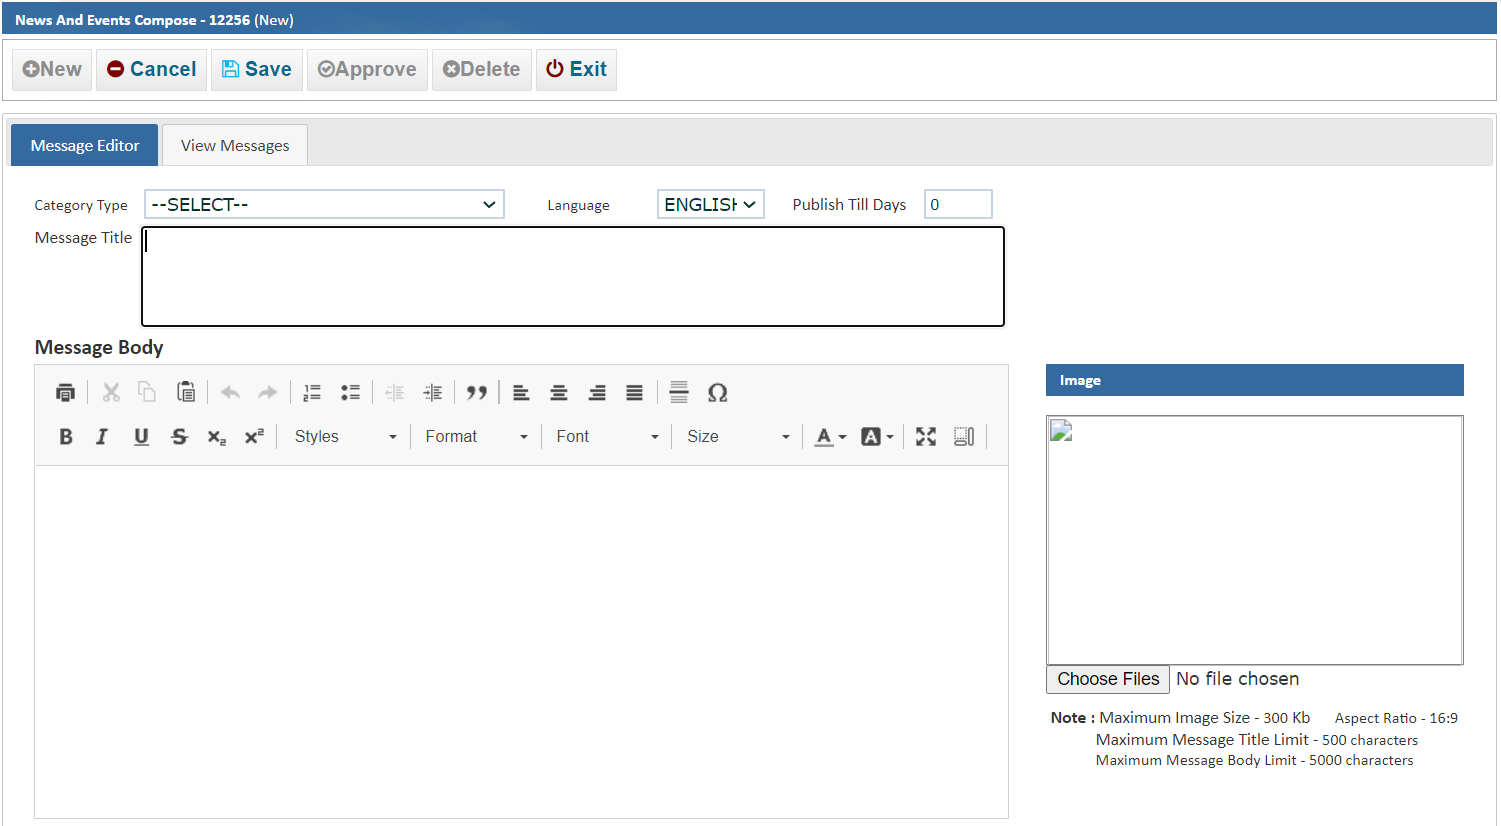 News And Events Compose - 12256 (New)
New Cancel Save Approve Delete Exit
Message Editor View Messages
Category Type --SELECT-- Language ENGLISH Publish Till Days 0
Message Title
Message Body
Image
B I U S x₂ x² Styles Format Font Size A A
Choose Files No file chosen
Note : Maximum Image Size - 300 Kb Aspect Ratio - 16:9
Maximum Message Title Limit - 500 characters
Maximum Message Body Limit - 5000 characters